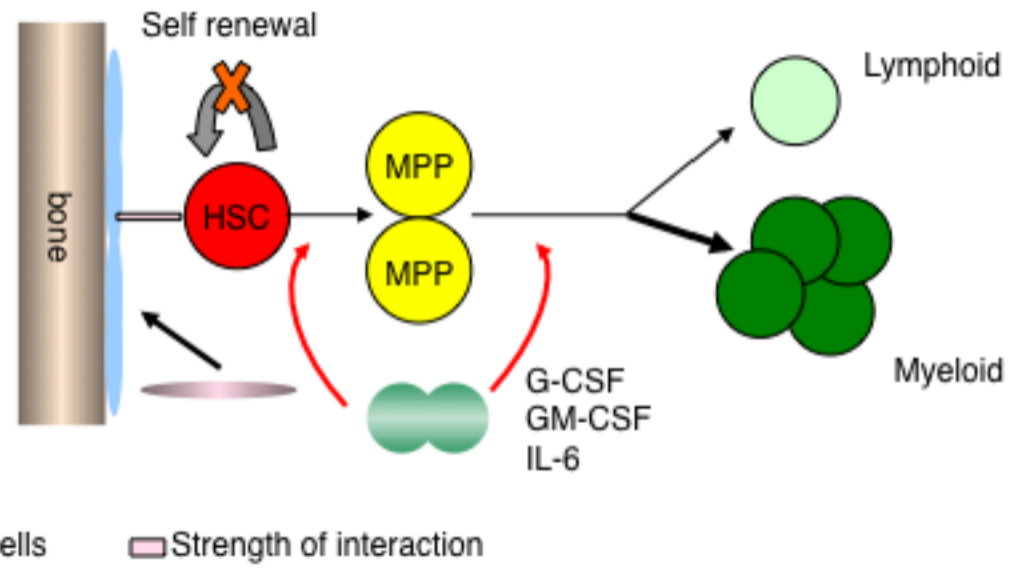 Self renewal
Lymphoid
bone
HSC
MPP
MPP
Myeloid
G-CSF
GM-CSF
IL-6
ells
Strength of interaction